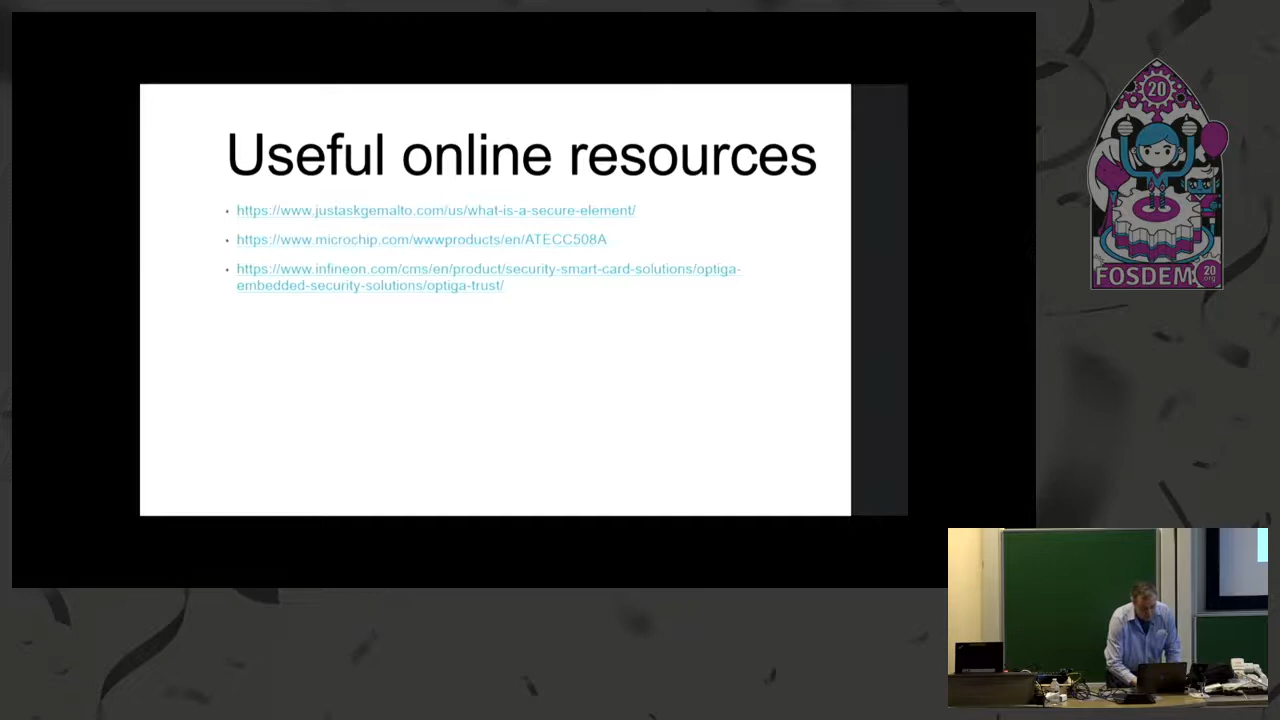 Useful online resources
https://www.justaskgemalto.com/us/what-is-a-secure-element/
https://www.microchip.com/wwwproducts/en/ATECC508A
https://www.infineon.com/cms/en/product/security-smart-card-solutions/optiga-
embedded-security-solutions/optiga-trust/
20
FOSDEM 20
.org